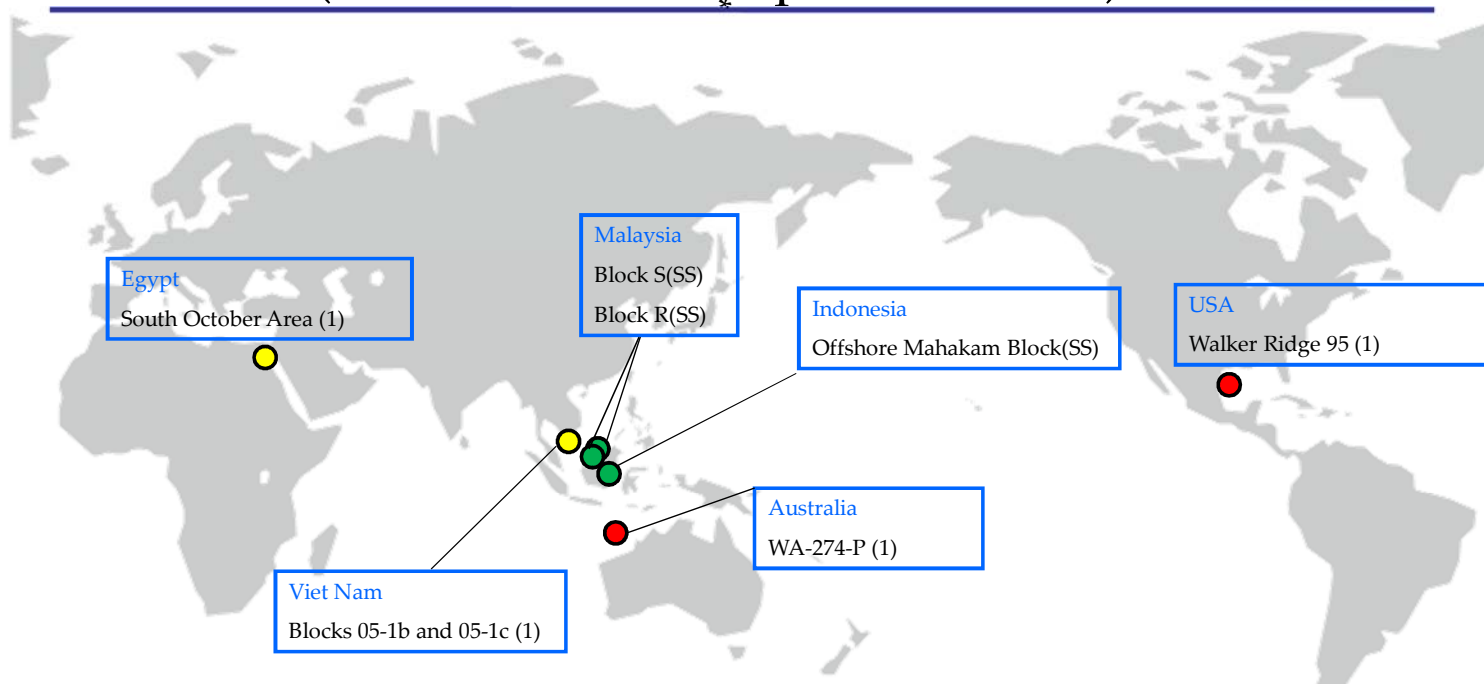 Egypt
South October Area (1)
Malaysia
Block S(SS)
Block R(SS)
Indonesia
Offshore Mahakam Block(SS)
USA
Walker Ridge 95 (1)
Australia
WA-274-P (1)
Viet Nam
Blocks 05-1b and 05-1c (1)